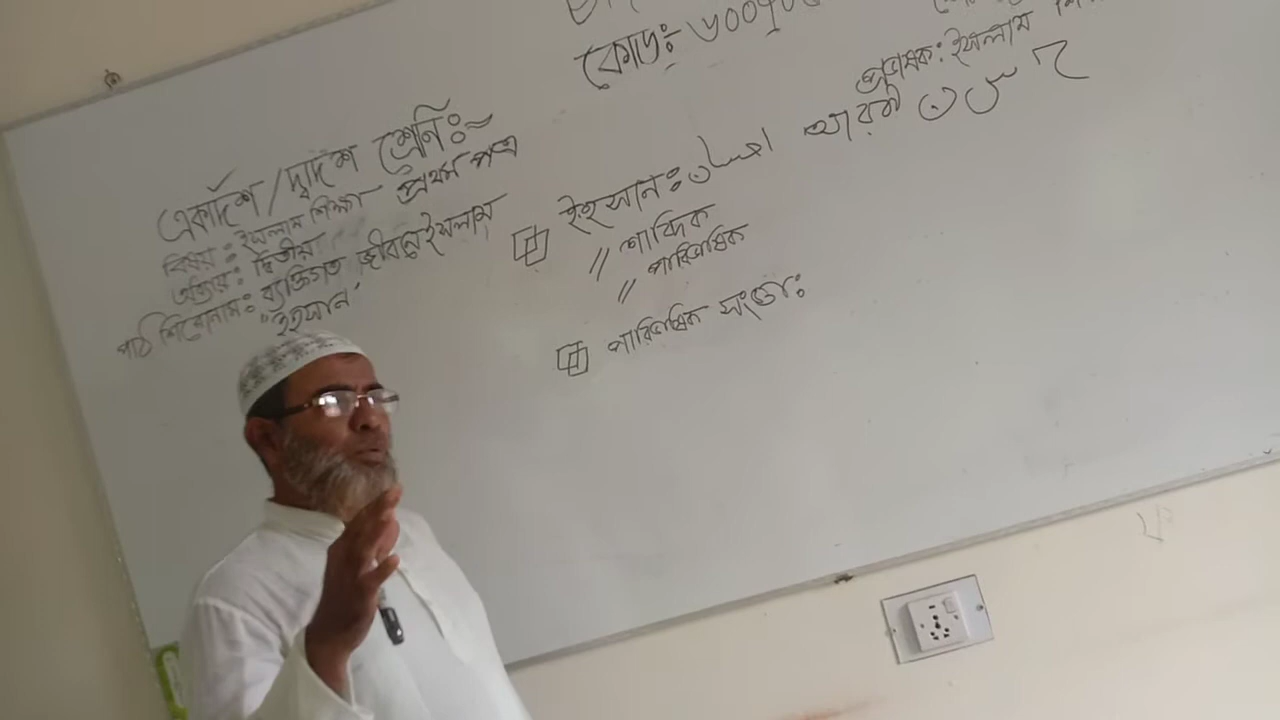 কোডঃ
প্রভাষক: ইসলাম
একাদশ/দ্বাদশ শ্রেনিঃ
বিষয়ঃ ইসলাম শিক্ষা প্রথম পত্র
অধ্যায়ঃ দ্বিতীয়
পাঠ শিরোনামঃ ব্যক্তিগত জীবনে ইসলাম
"ইহসান"
ইহসানঃ احسان আরবী ح س ن
" শাব্দিক
" পারিভাষিক
পারিভাষিক সংজ্ঞাঃ